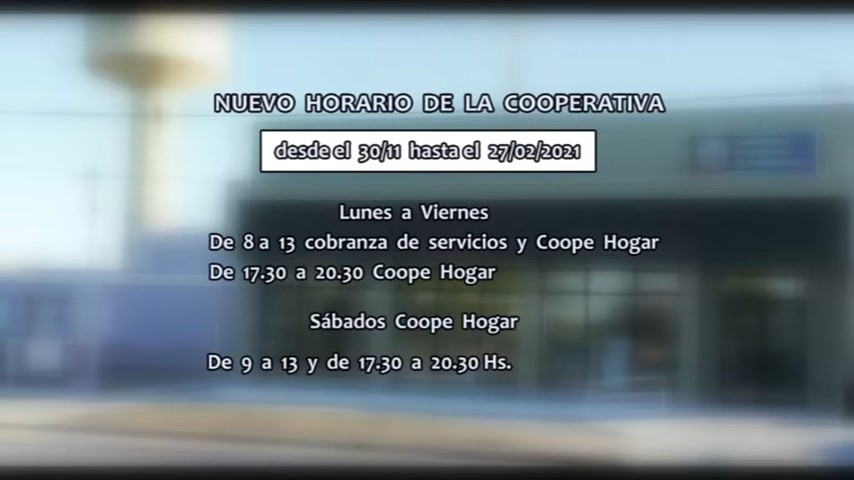 NUEVO HORARIO DE LA COOPERATIVA
desde el 30/11 hasta el 27/02/2021
Lunes a Viernes
De 8 a 13 cobranza de servicios y Coope Hogar
De 17.30 a 20.30 Coope Hogar
Sábados Coope Hogar
De 9 a 13 y de 17.30 a 20.30 Hs.